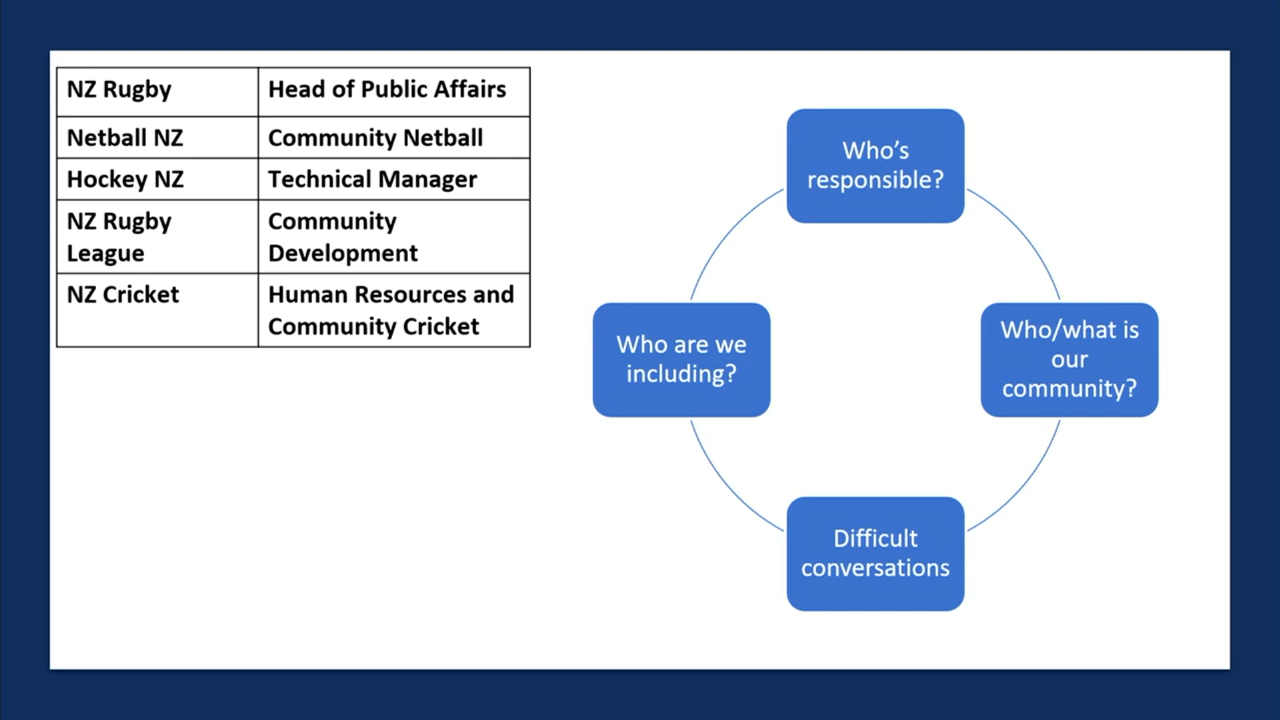 NZ Rugby
Head of Public Affairs
Netball NZ
Community Netball
Hockey NZ
Technical Manager
NZ Rugby
League
Community
Development
NZ Cricket
Human Resources and
Community Cricket
Who’s
responsible?
Who/what is
our
community?
Difficult
conversations
Who are we
including?